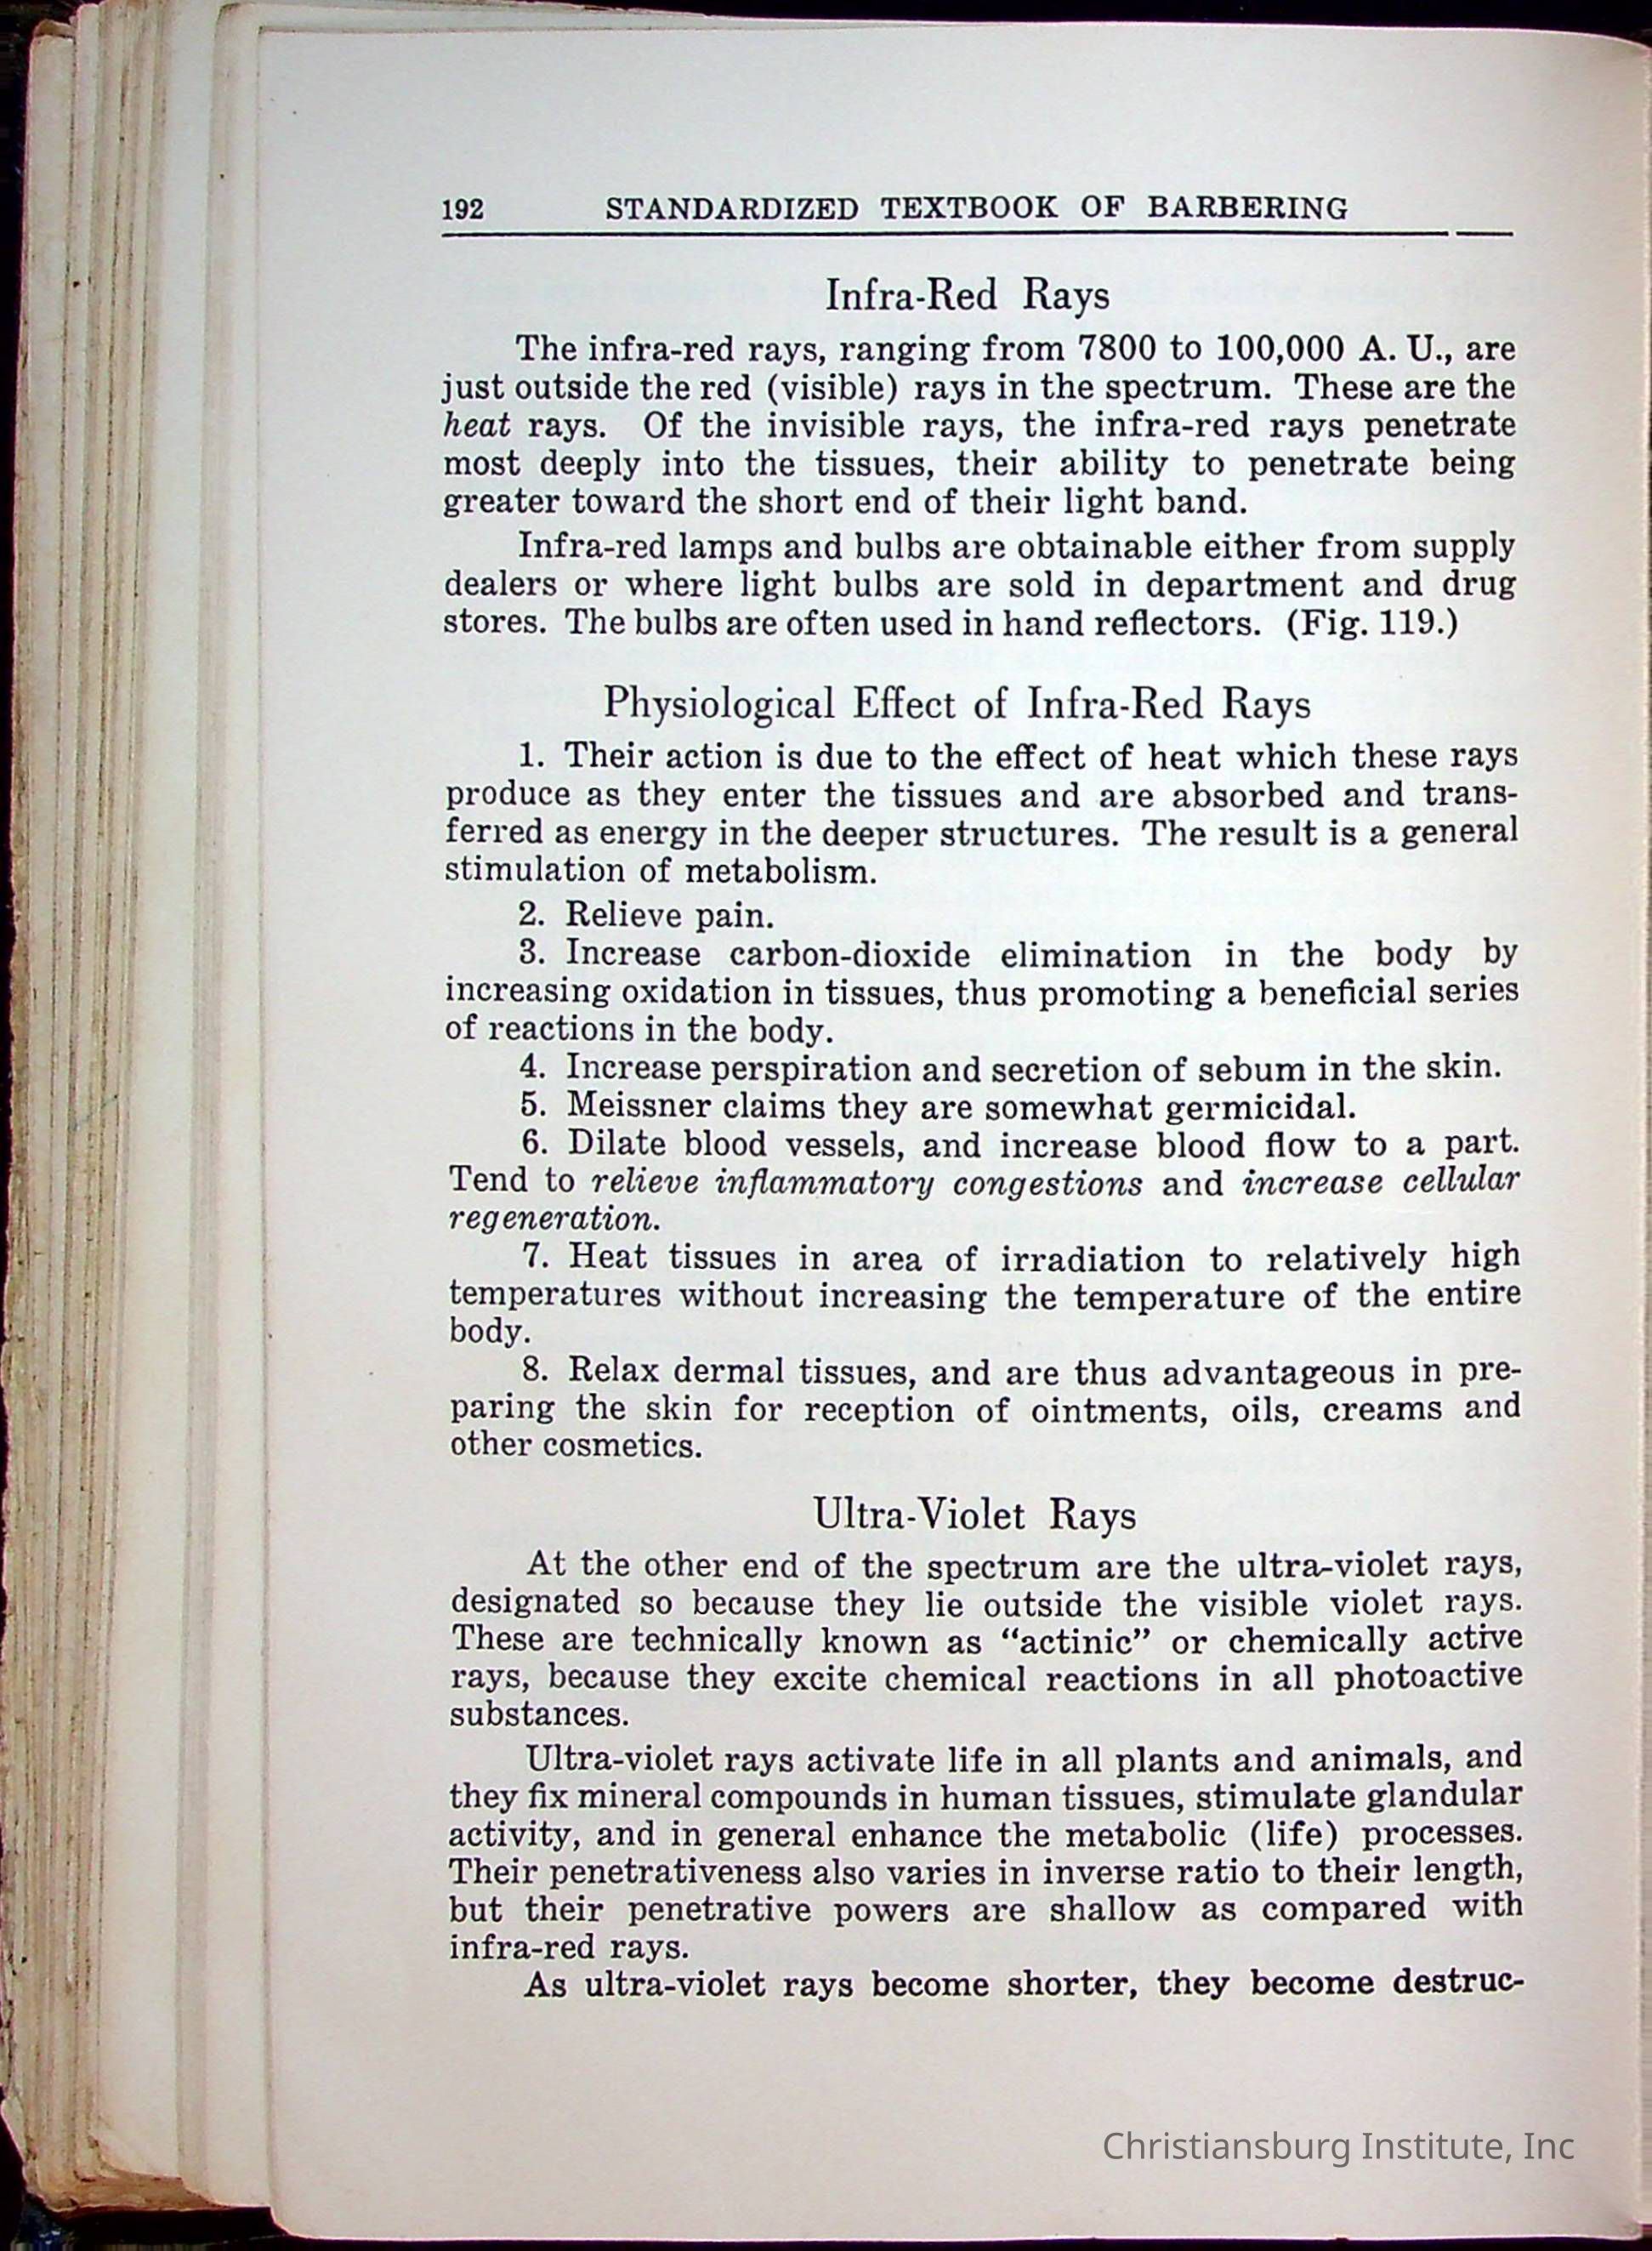 192 STANDARDIZED TEXTBOOK OF BARBERING
Infra-Red Rays
The infra-red rays, ranging from 7800 to 100,000 A. U., are
just outside the red (visible) rays in the spectrum. These are the
heat rays. Of the invisible rays, the infra-red rays penetrate
most deeply into the tissues, their ability to penetrate being
greater toward the short end of their light band.
Infra-red lamps and bulbs are obtainable either from supply
dealers or where light bulbs are sold in department and drug
stores. The bulbs are often used in hand reflectors. (Fig. 119.)
Physiological Effect of Infra-Red Rays
1. Their action is due to the effect of heat which these rays
produce as they enter the tissues and are absorbed and trans-
ferred as energy in the deeper structures. The result is a general
stimulation of metabolism.
2. Relieve pain.
3. Increase carbon-dioxide elimination in the body by
increasing oxidation in tissues, thus promoting a beneficial series
of reactions in the body.
4. Increase perspiration and secretion of sebum in the skin.
5. Meissner claims they are somewhat germicidal.
6. Dilate blood vessels, and increase blood flow to a part.
Tend to relieve inflammatory congestions and increase cellular
regeneration.
7. Heat tissues in area of irradiation to relatively high
temperatures without increasing the temperature of the entire
body.
8. Relax dermal tissues, and are thus advantageous in pre-
paring the skin for reception of ointments, oils, creams and
other cosmetics.
Ultra-Violet Rays
At the other end of the spectrum are the ultra-violet rays,
designated so because they lie outside the visible violet rays.
These are technically known as “actinic” or chemically active
rays, because they excite chemical reactions in all photoactive
substances.
Ultra-violet rays activate life in all plants and animals, and
they fix mineral compounds in human tissues, stimulate glandular
activity, and in general enhance the metabolic (life) processes.
Their penetrativeness also varies in inverse ratio to their length,
but their penetrative powers are shallow as compared with
infra-red rays.
As ultra-violet rays become shorter, they become destruc-
Christiansburg Institute, Inc